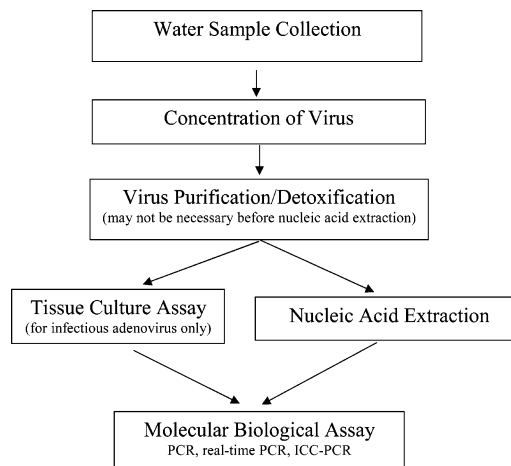 Water Sample Collection
Concentration of Virus
Virus Purification/Detoxification
(may not be necessary before nucleic acid extraction)
Tissue Culture Assay
(for infectious adenovirus only)
Nucleic Acid Extraction
Molecular Biological Assay
PCR, real-time PCR, ICC-PCR